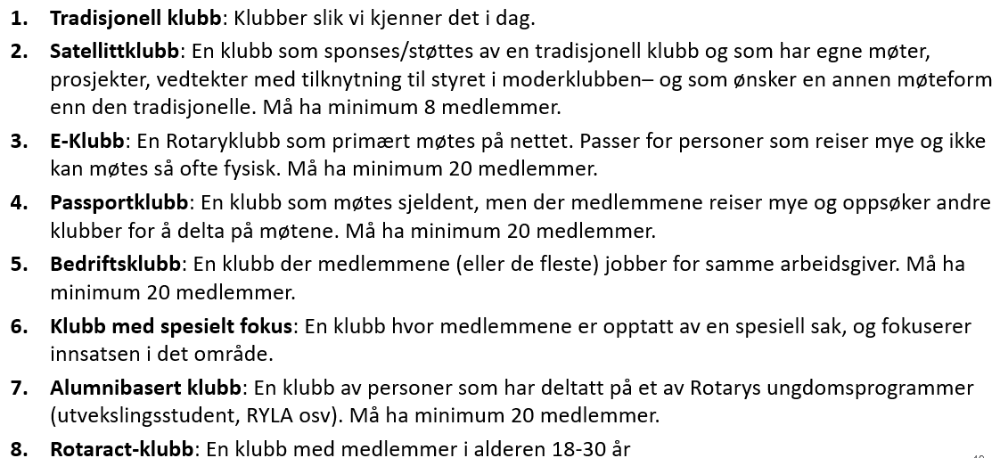 1. Tradisjonell klubb: Klubber slik vi kjenner det i dag.
2. Satellittklubb: En klubb som sponses/støttes av en tradisjonell klubb og som har egne møter,
prosjekter, vedtekter med tilknytning til styret i moderklubben– og som ønsker en annen møteform
enn den tradisjonelle. Må ha minimum 8 medlemmer.
3. E-Klubb: En Rotaryklubb som primært møtes på nettet. Passer for personer som reiser mye og ikke
kan møtes så ofte fysisk. Må ha minimum 20 medlemmer.
4. Passportklubb: En klubb som møtes sjeldent, men der medlemmene reiser mye og oppsøker andre
klubber for å delta på møtene. Må ha minimum 20 medlemmer.
5. Bedriftsklubb: En klubb der medlemmene (eller de fleste) jobber for samme arbeidsgiver. Må ha
minimum 20 medlemmer.
6. Klubb med spesielt fokus: En klubb hvor medlemmene er opptatt av en spesiell sak, og fokuserer
innsatsen i det område.
7. Alumnibasert klubb: En klubb av personer som har deltatt på et av Rotarys ungdomsprogrammer
(utvekslingsstudent, RYLA osv). Må ha minimum 20 medlemmer.
8. Rotaract-klubb: En klubb med medlemmer i alderen 18-30 år